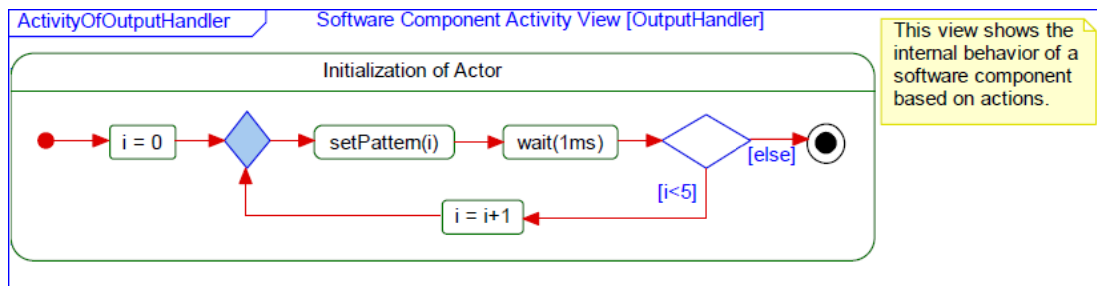 ActivityOfOutputHandler
Software Component Activity View [OutputHandler]
This view shows the
internal behavior of a
software component
based on actions.
Initialization of Actor
i = 0
setPattem(i)
wait(1ms)
[else]
[i<5]
i = i+1